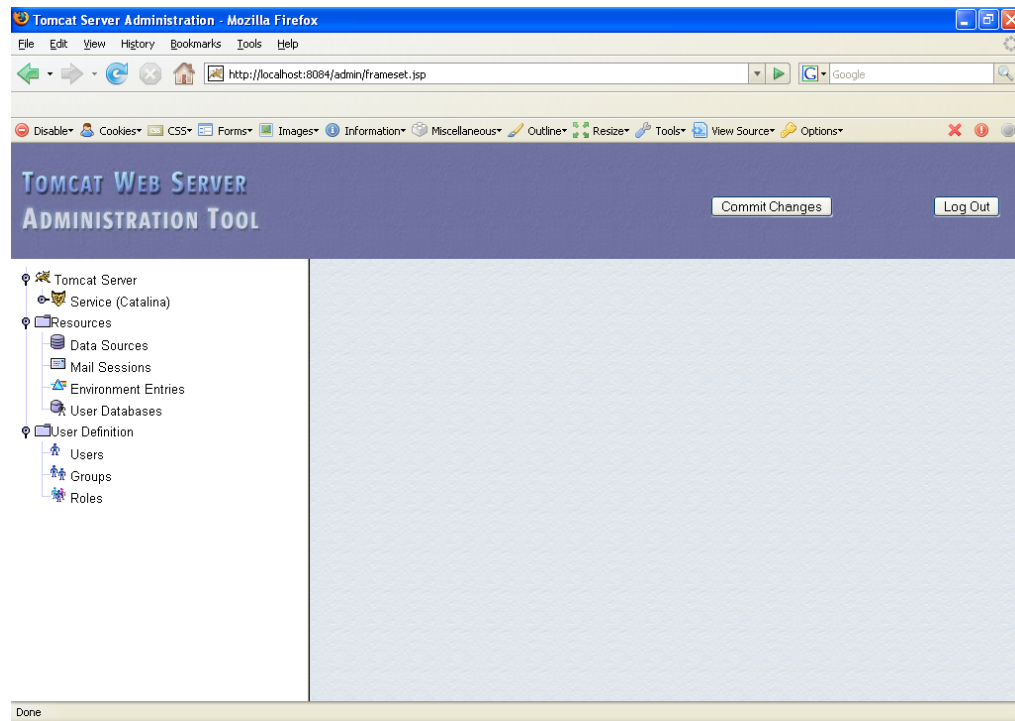 Tomcat Server Administration - Mozilla Firefox
File Edit View History Bookmarks Tools Help
http://localhost:8084/admin/frameset.jsp
G Google
Disable Cookies CSS Forms Images Information Miscellaneous Outline Resize Tools View Source Options
TOMCAT WEB SERVER
ADMINISTRATION TOOL
Commit Changes
Log Out
Tomcat Server
Service (Catalina)
Resources
Data Sources
Mail Sessions
Environment Entries
User Databases
User Definition
Users
Groups
Roles
Done